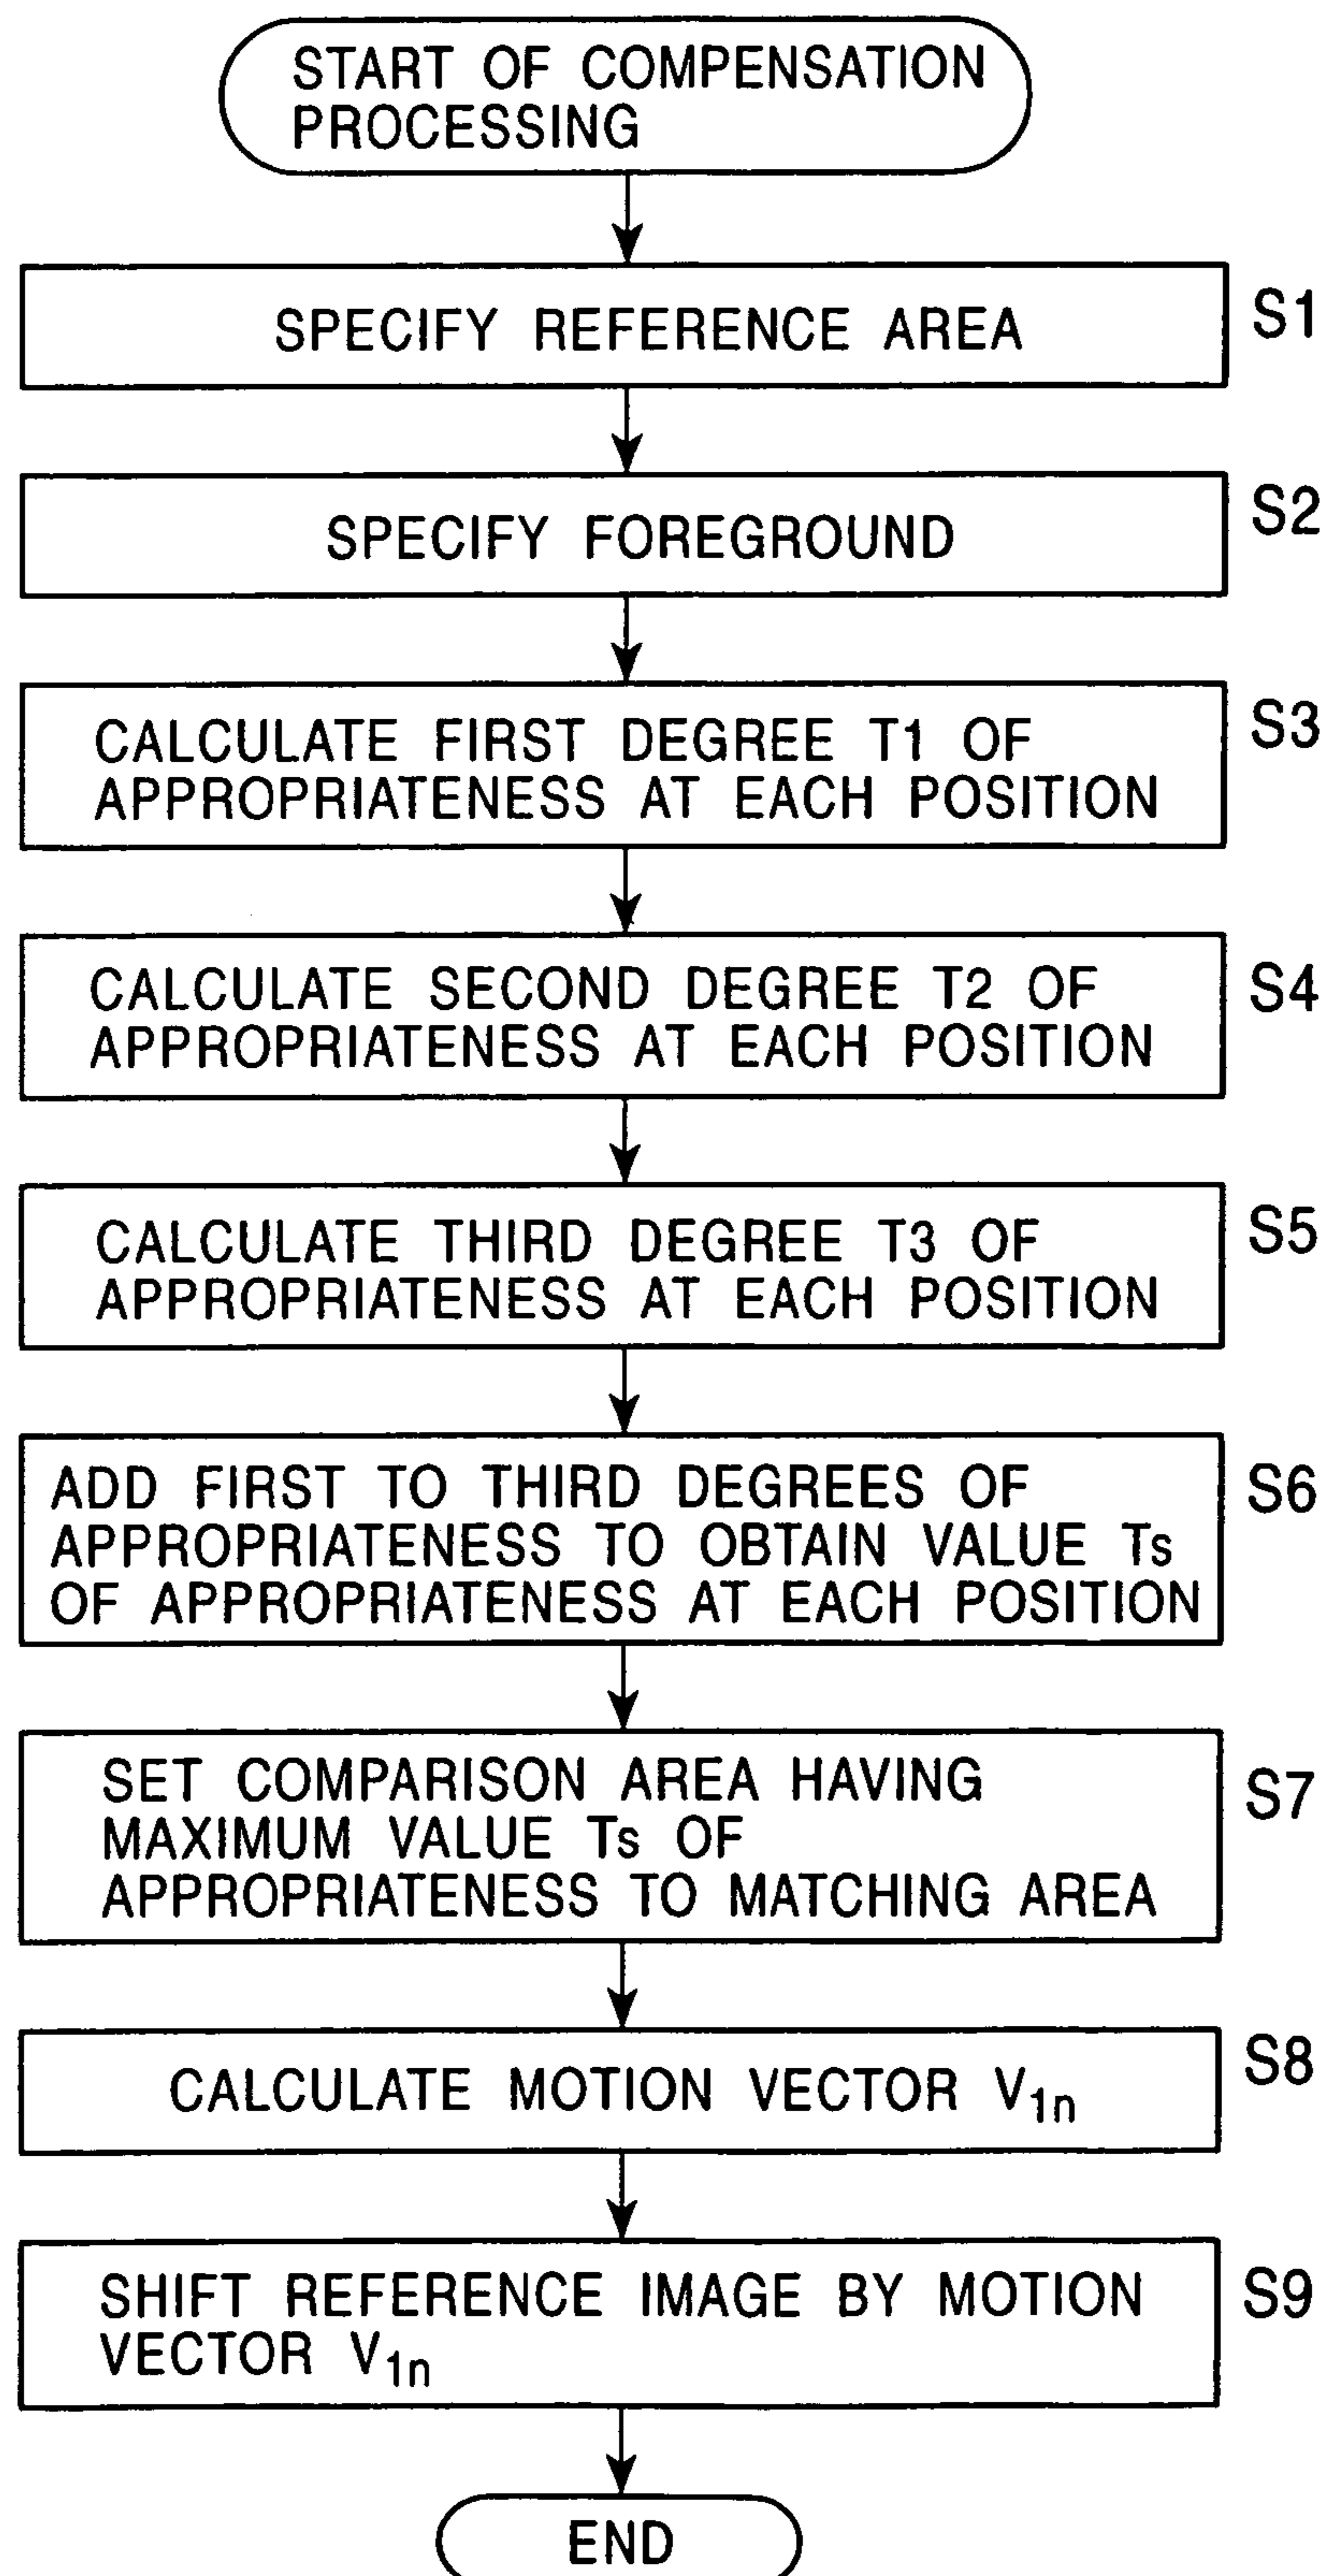 START OF COMPENSATION
PROCESSING
SPECIFY REFERENCE AREA
S1
SPECIFY FOREGROUND
S2
CALCULATE FIRST DEGREE T1 OF
APPROPRIATENESS AT EACH POSITION
S3
CALCULATE SECOND DEGREE T2 OF
APPROPRIATENESS AT EACH POSITION
S4
CALCULATE THIRD DEGREE T3 OF
APPROPRIATENESS AT EACH POSITION
S5
ADD FIRST TO THIRD DEGREES OF
APPROPRIATENESS TO OBTAIN VALUE Ts
OF APPROPRIATENESS AT EACH POSITION
S6
SET COMPARISON AREA HAVING
MAXIMUM VALUE Ts OF
APPROPRIATENESS TO MATCHING AREA
S7
CALCULATE MOTION VECTOR V1n
S8
SHIFT REFERENCE IMAGE BY MOTION
VECTOR V1n
S9
END